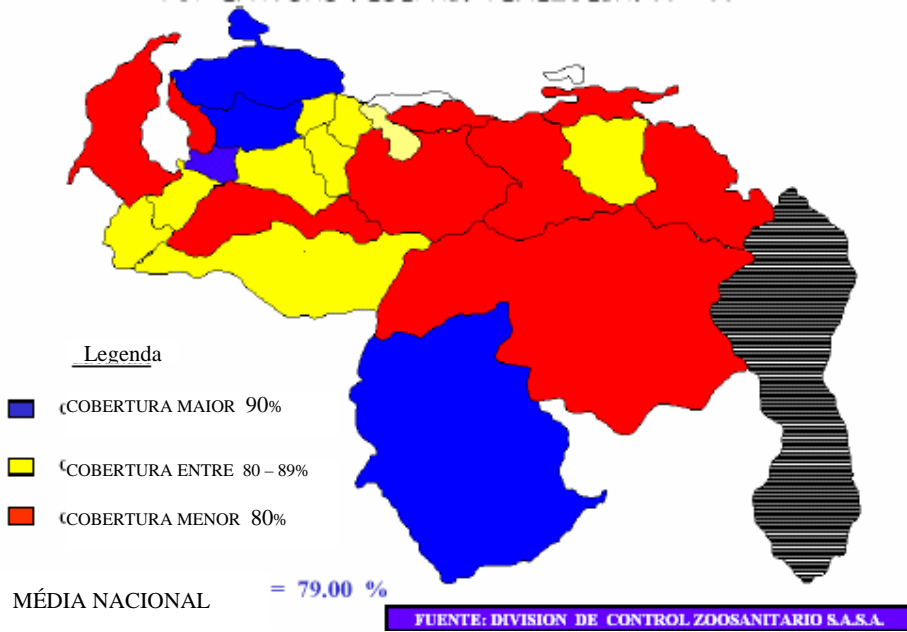 Legenda
COBERTURA MAIOR 90%
COBERTURA ENTRE 80 – 89%
COBERTURA MENOR 80%
MÉDIA NACIONAL = 79.00 %
FUENTE: DIVISION DE CONTROL ZOOSANITARIO S.A.S.A.